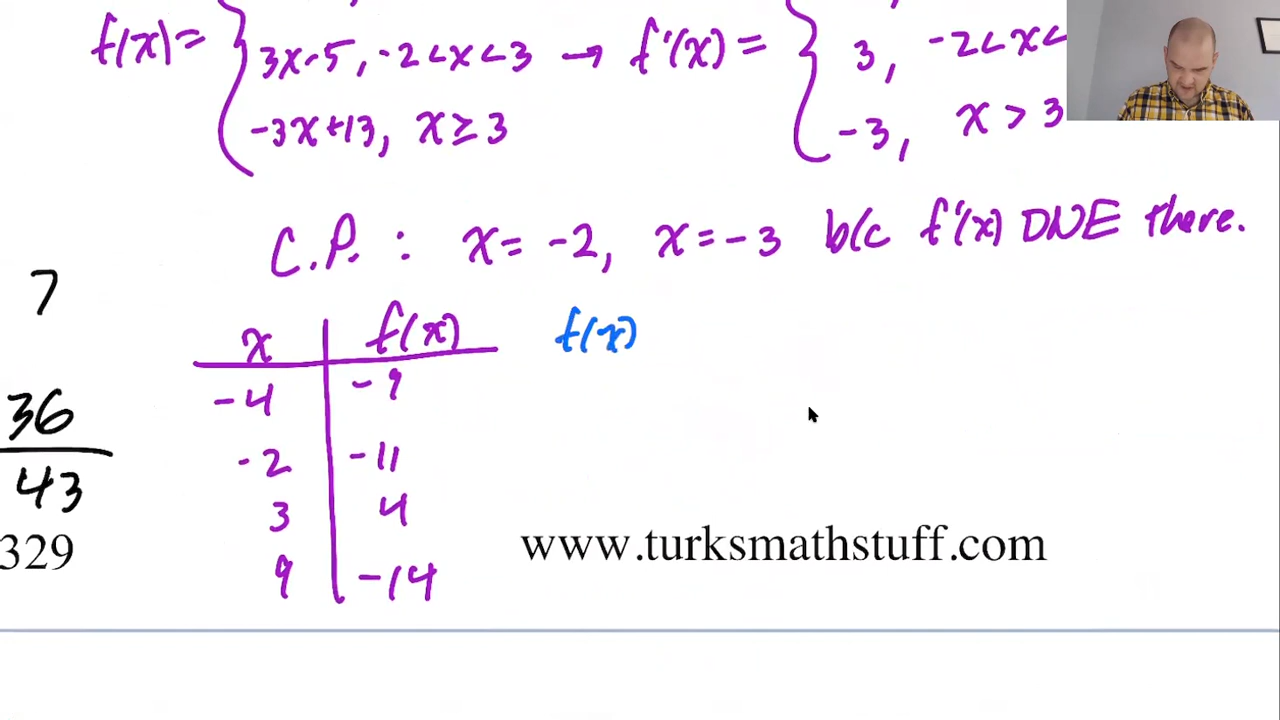 f(x) = { 3x-5, -2<x<3 → f'(x) = { 3, -2<x<
-3x+13, x≥3 -3, x>3
C.P. : x = -2, x = -3 b/c f'(x) DNE there.
7
x | f(x) f(x)
-4 | -9
36
-2 | -11
43
3 | 4
329
www.turksmathstuff.com
9 | -14